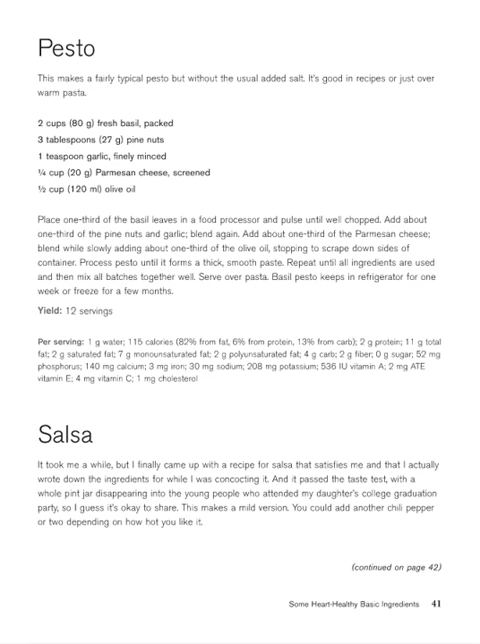 Pesto
This makes a fairly typical pesto but without the usual added salt. It's good in recipes or just over
warm pasta.
2 cups (80 g) fresh basil, packed
3 tablespoons (27 g) pine nuts
1 teaspoon garlic, finely minced
¼ cup (20 g) Parmesan cheese, screened
½ cup (120 ml) olive oil
Place one-third of the basil leaves in a food processor and pulse until well chopped. Add about
one-third of the pine nuts and garlic; blend again. Add about one-third of the Parmesan cheese;
blend while slowly adding about one-third of the olive oil, stopping to scrape down sides of
container. Process pesto until it forms a thick, smooth paste. Repeat until all ingredients are used
and then mix all batches together well. Serve over pasta. Basil pesto keeps in refrigerator for one
week or freeze for a few months.
Yield: 12 servings
Per serving: 1 g water; 115 calories (82% from fat, 6% from protein, 13% from carb); 2 g protein; 11 g total
fat; 2 g saturated fat; 7 g monounsaturated fat; 2 g polyunsaturated fat; 4 g carb; 2 g fiber; 0 g sugar; 52 mg
phosphorus; 140 mg calcium; 3 mg iron; 30 mg sodium; 208 mg potassium; 536 IU vitamin A; 2 mg ATE
vitamin E; 4 mg vitamin C; 1 mg cholesterol
Salsa
It took me a while, but I finally came up with a recipe for salsa that satisfies me and that I actually
wrote down the ingredients for while I was concocting it. And it passed the taste test, with a
whole pint jar disappearing into the young people who attended my daughter's college graduation
party, so I guess it's okay to share. This makes a mild version. You could add another chili pepper
or two depending on how hot you like it.
(continued on page 42)
Some Heart-Healthy Basic Ingredients 41